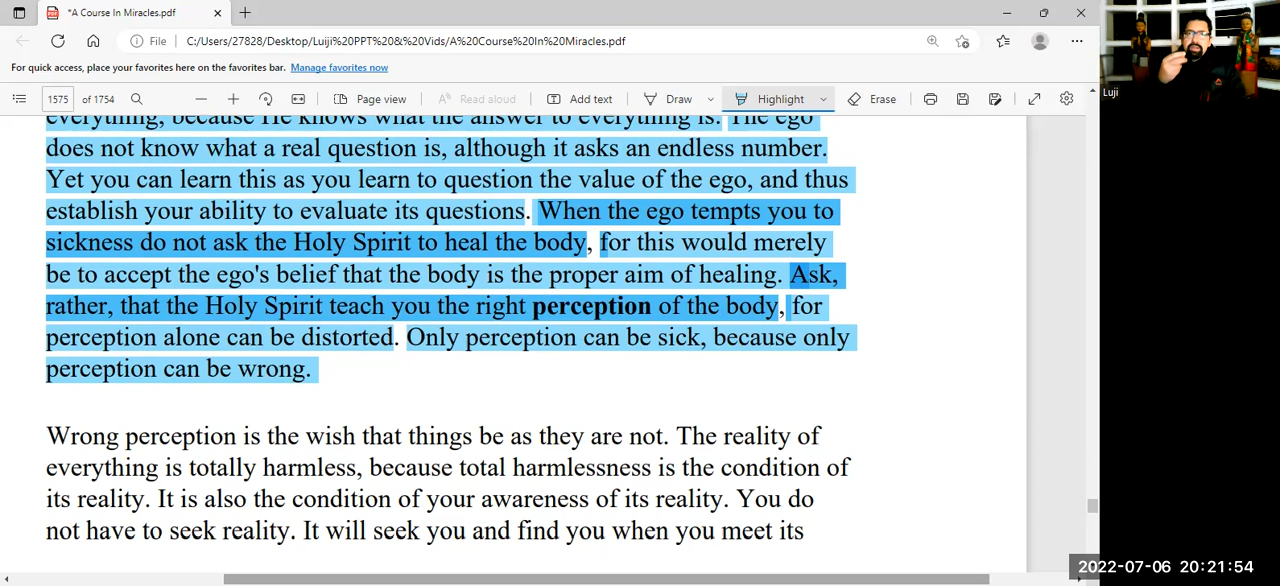 *A Course In Miracles.pdf
File
C:/Users/27828/Desktop/Luiji%20PPT%20&%20Vids/A%20Course%20In%20Miracles.pdf
For quick access, place your favorites here on the favorites bar. Manage favorites now
1575 of 1754
Page view
Read aloud
Add text
Draw
Highlight
Erase
Luji
everything, because He knows what the answer to everything is. The ego
does not know what a real question is, although it asks an endless number.
Yet you can learn this as you learn to question the value of the ego, and thus
establish your ability to evaluate its questions. When the ego tempts you to
sickness do not ask the Holy Spirit to heal the body, for this would merely
be to accept the ego's belief that the body is the proper aim of healing. Ask,
rather, that the Holy Spirit teach you the right perception of the body, for
perception alone can be distorted. Only perception can be sick, because only
perception can be wrong.
Wrong perception is the wish that things be as they are not. The reality of
everything is totally harmless, because total harmlessness is the condition of
its reality. It is also the condition of your awareness of its reality. You do
not have to seek reality. It will seek you and find you when you meet its
2022-07-06 20:21:54